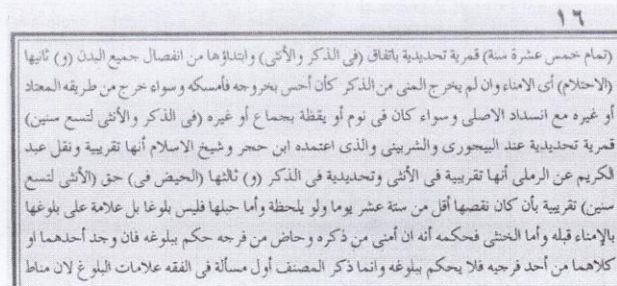 ١٦
(تمام خمس عشرة سنة) قمرية تحديدية باتفاق (فى الذكر والأنثى) وابتداؤها من انفصال جميع البدن (و) ثانيها
(الاحتلام) أى الامناء وان لم يخرج المنى من الذكر كأن أحس بخروجه فأمسكه وسواء خرج من طريقه المعتاد
أو غيره مع انسداد الاصلى وسواء كان فى نوم أو يقظة بجماع أو غيره (فى الذكر والأنثى لتسع سنين)
قمرية تحديدية عند البيجورى والشربينى والذى اعتمده ابن حجر وشيخ الاسلام أنها تقريبية ونقل عبد
الكريم عن الرملى أنها تقريبية فى الأنثى وتحديدية فى الذكر (و) ثالثها (الحيض فى) حق (الأنثى لتسع
سنين) تقريبية بأن كان نقصها أقل من ستة عشر يوما ولو بلحظة وأما حبلها فليس بلوغا بل علامة على بلوغها
بالإمناء قبله وأما الخنثى فحكمه أنه ان أمنى من ذكره وحاض من فرجه حكم ببلوغه فان وجد أحدهما او
كلاهما من أحد فرجيه فلا يحكم ببلوغه وانما ذكر المصنف أول مسألة فى الفقه علامات البلوغ لان مناط